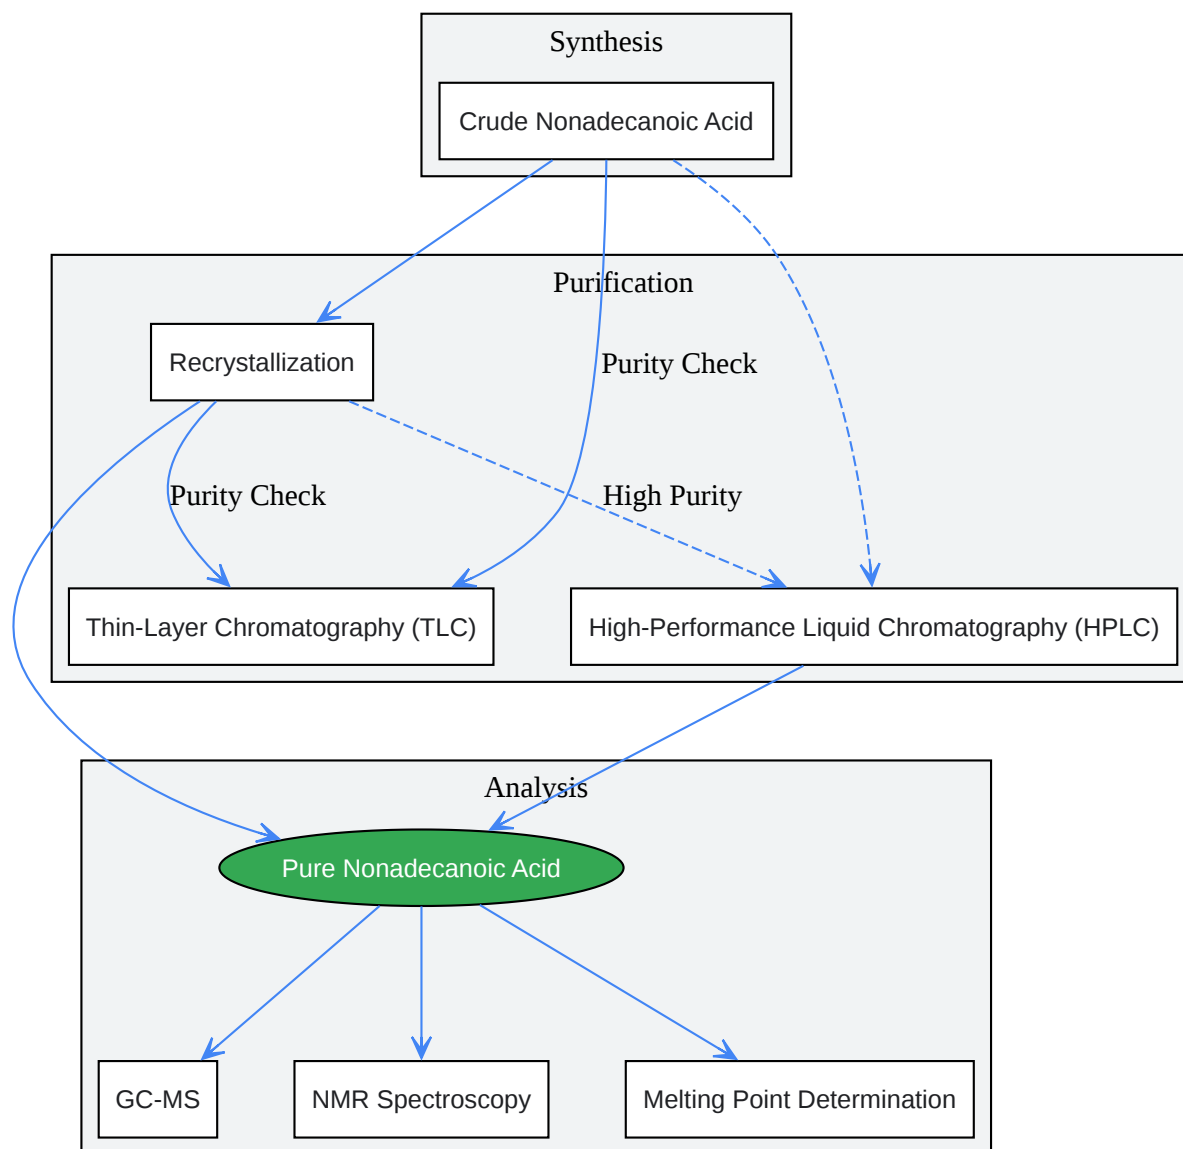 Synthesis
Crude Nonadecanoic Acid
Purification
Recrystallization
Purity Check
Purity Check
High Purity
Thin-Layer Chromatography (TLC)
High-Performance Liquid Chromatography (HPLC)
Analysis
Pure Nonadecanoic Acid
GC-MS
NMR Spectroscopy
Melting Point Determination